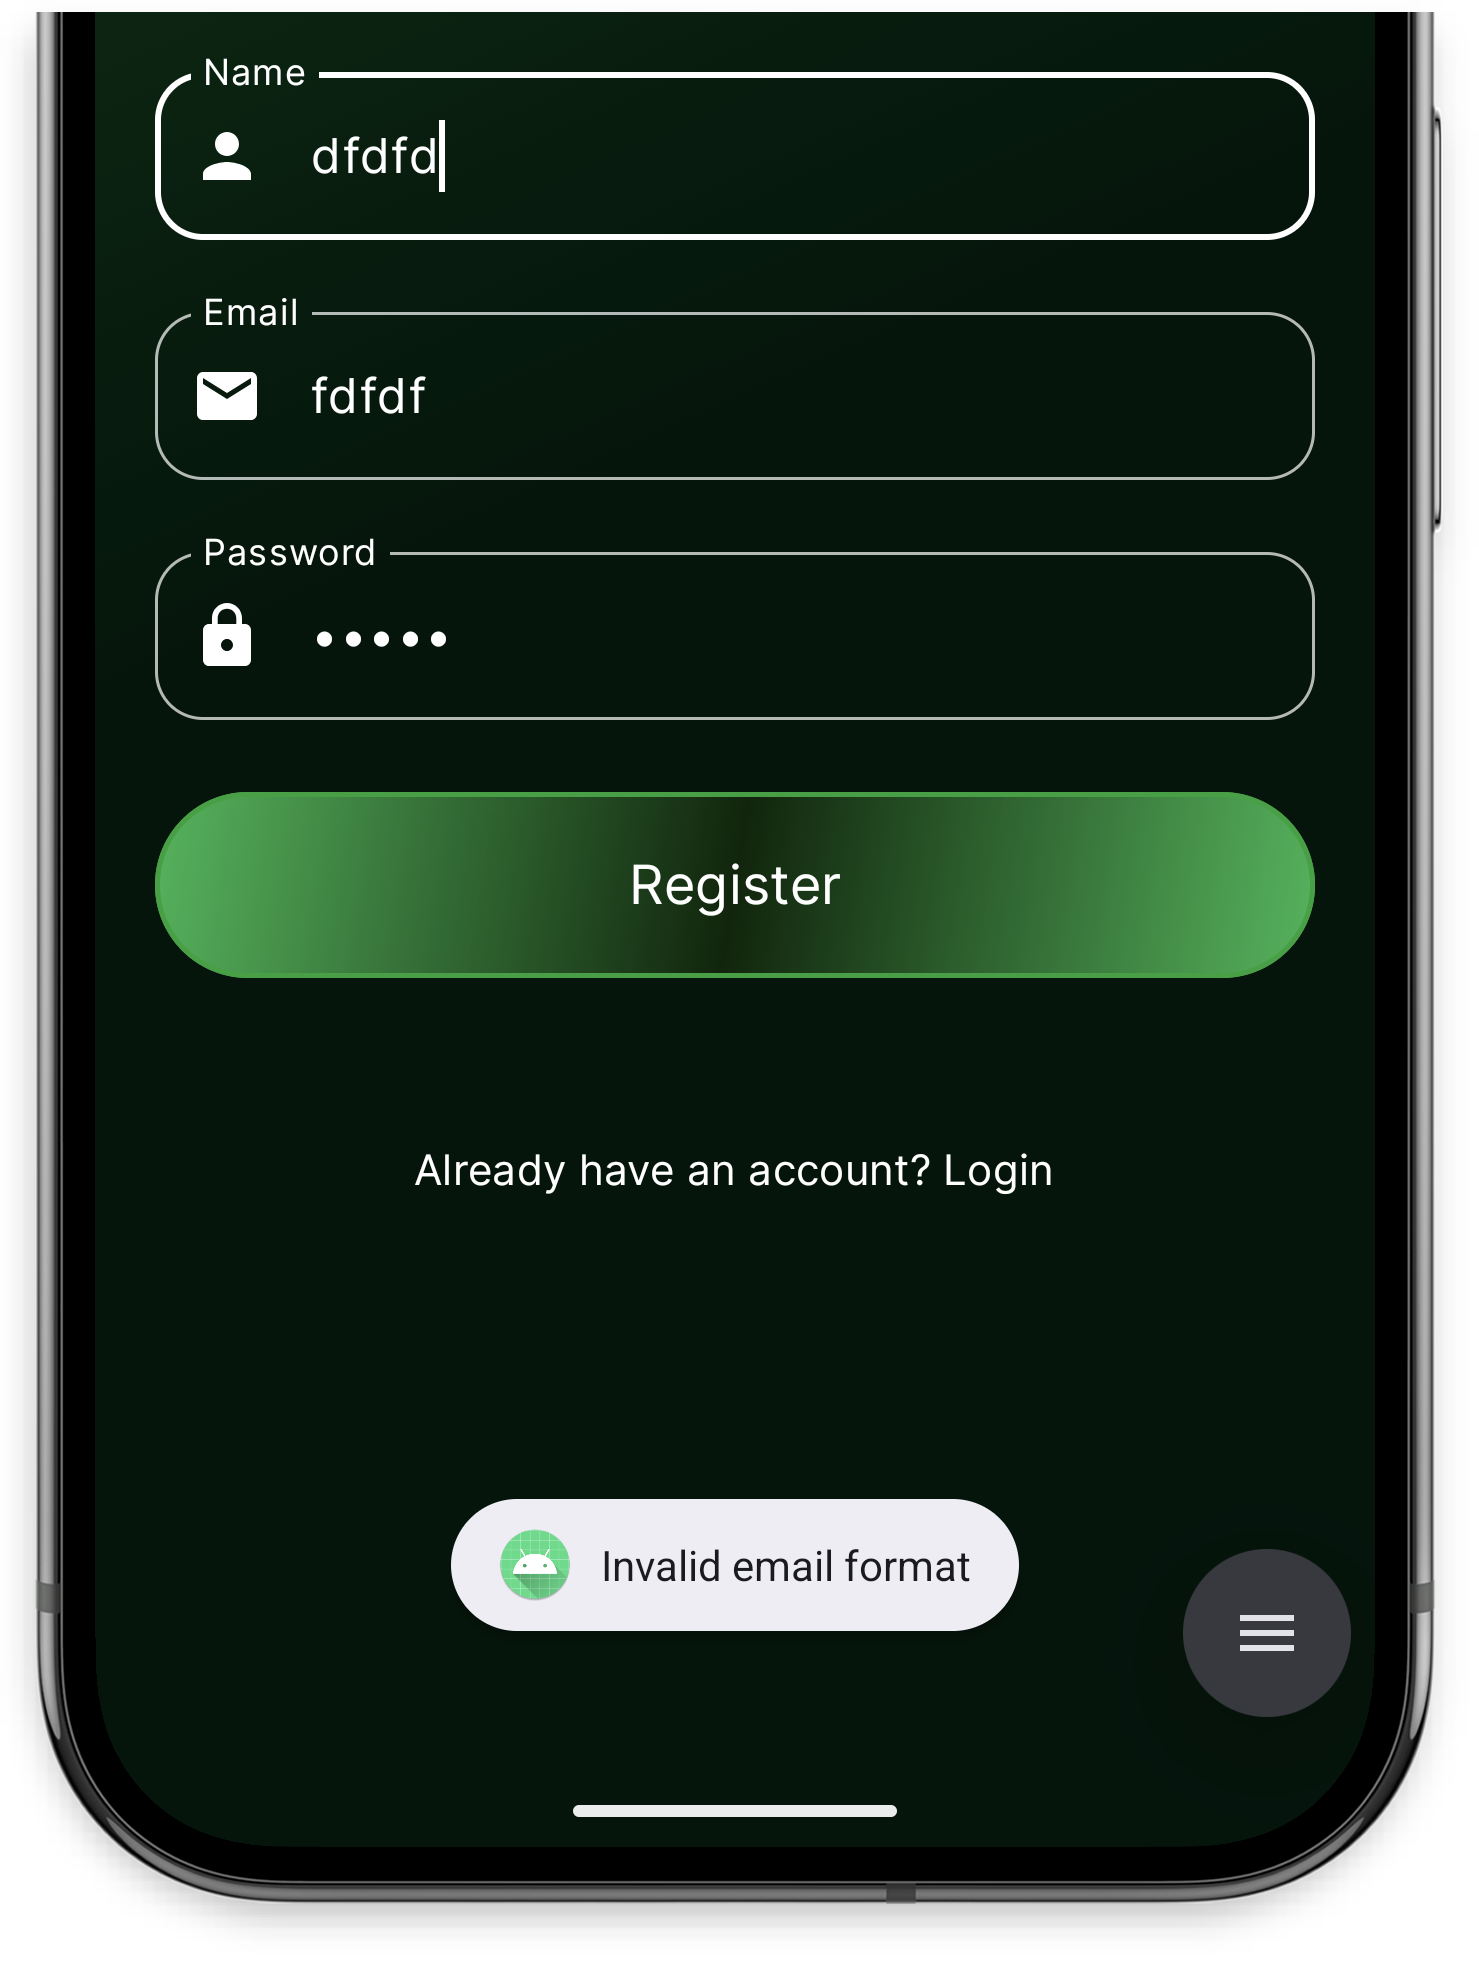 Name
dfdfd
Email
fdfdf
Password
•••••
Register
Already have an account? Login
Invalid email format